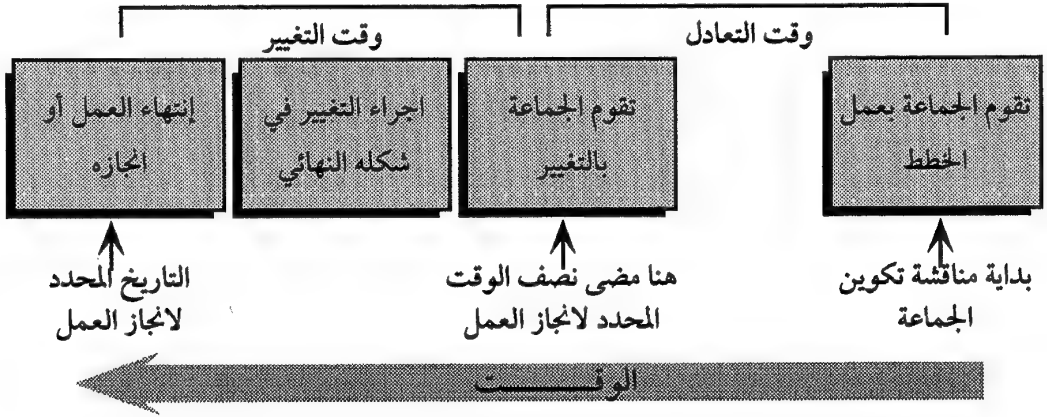 وقت التعادل
وقت التغيير
تقوم الجماعة بعمل
الخطط
تقوم الجماعة
بالتغيير
اجراء التغيير في
شكله النهائي
إنتهاء العمل أو
انجازه
بداية مناقشة تكوين
الجماعة
هنا مضى نصف الوقت
المحدد لانجاز العمل
التاريخ المحدد
لانجاز العمل
الوقــــــت